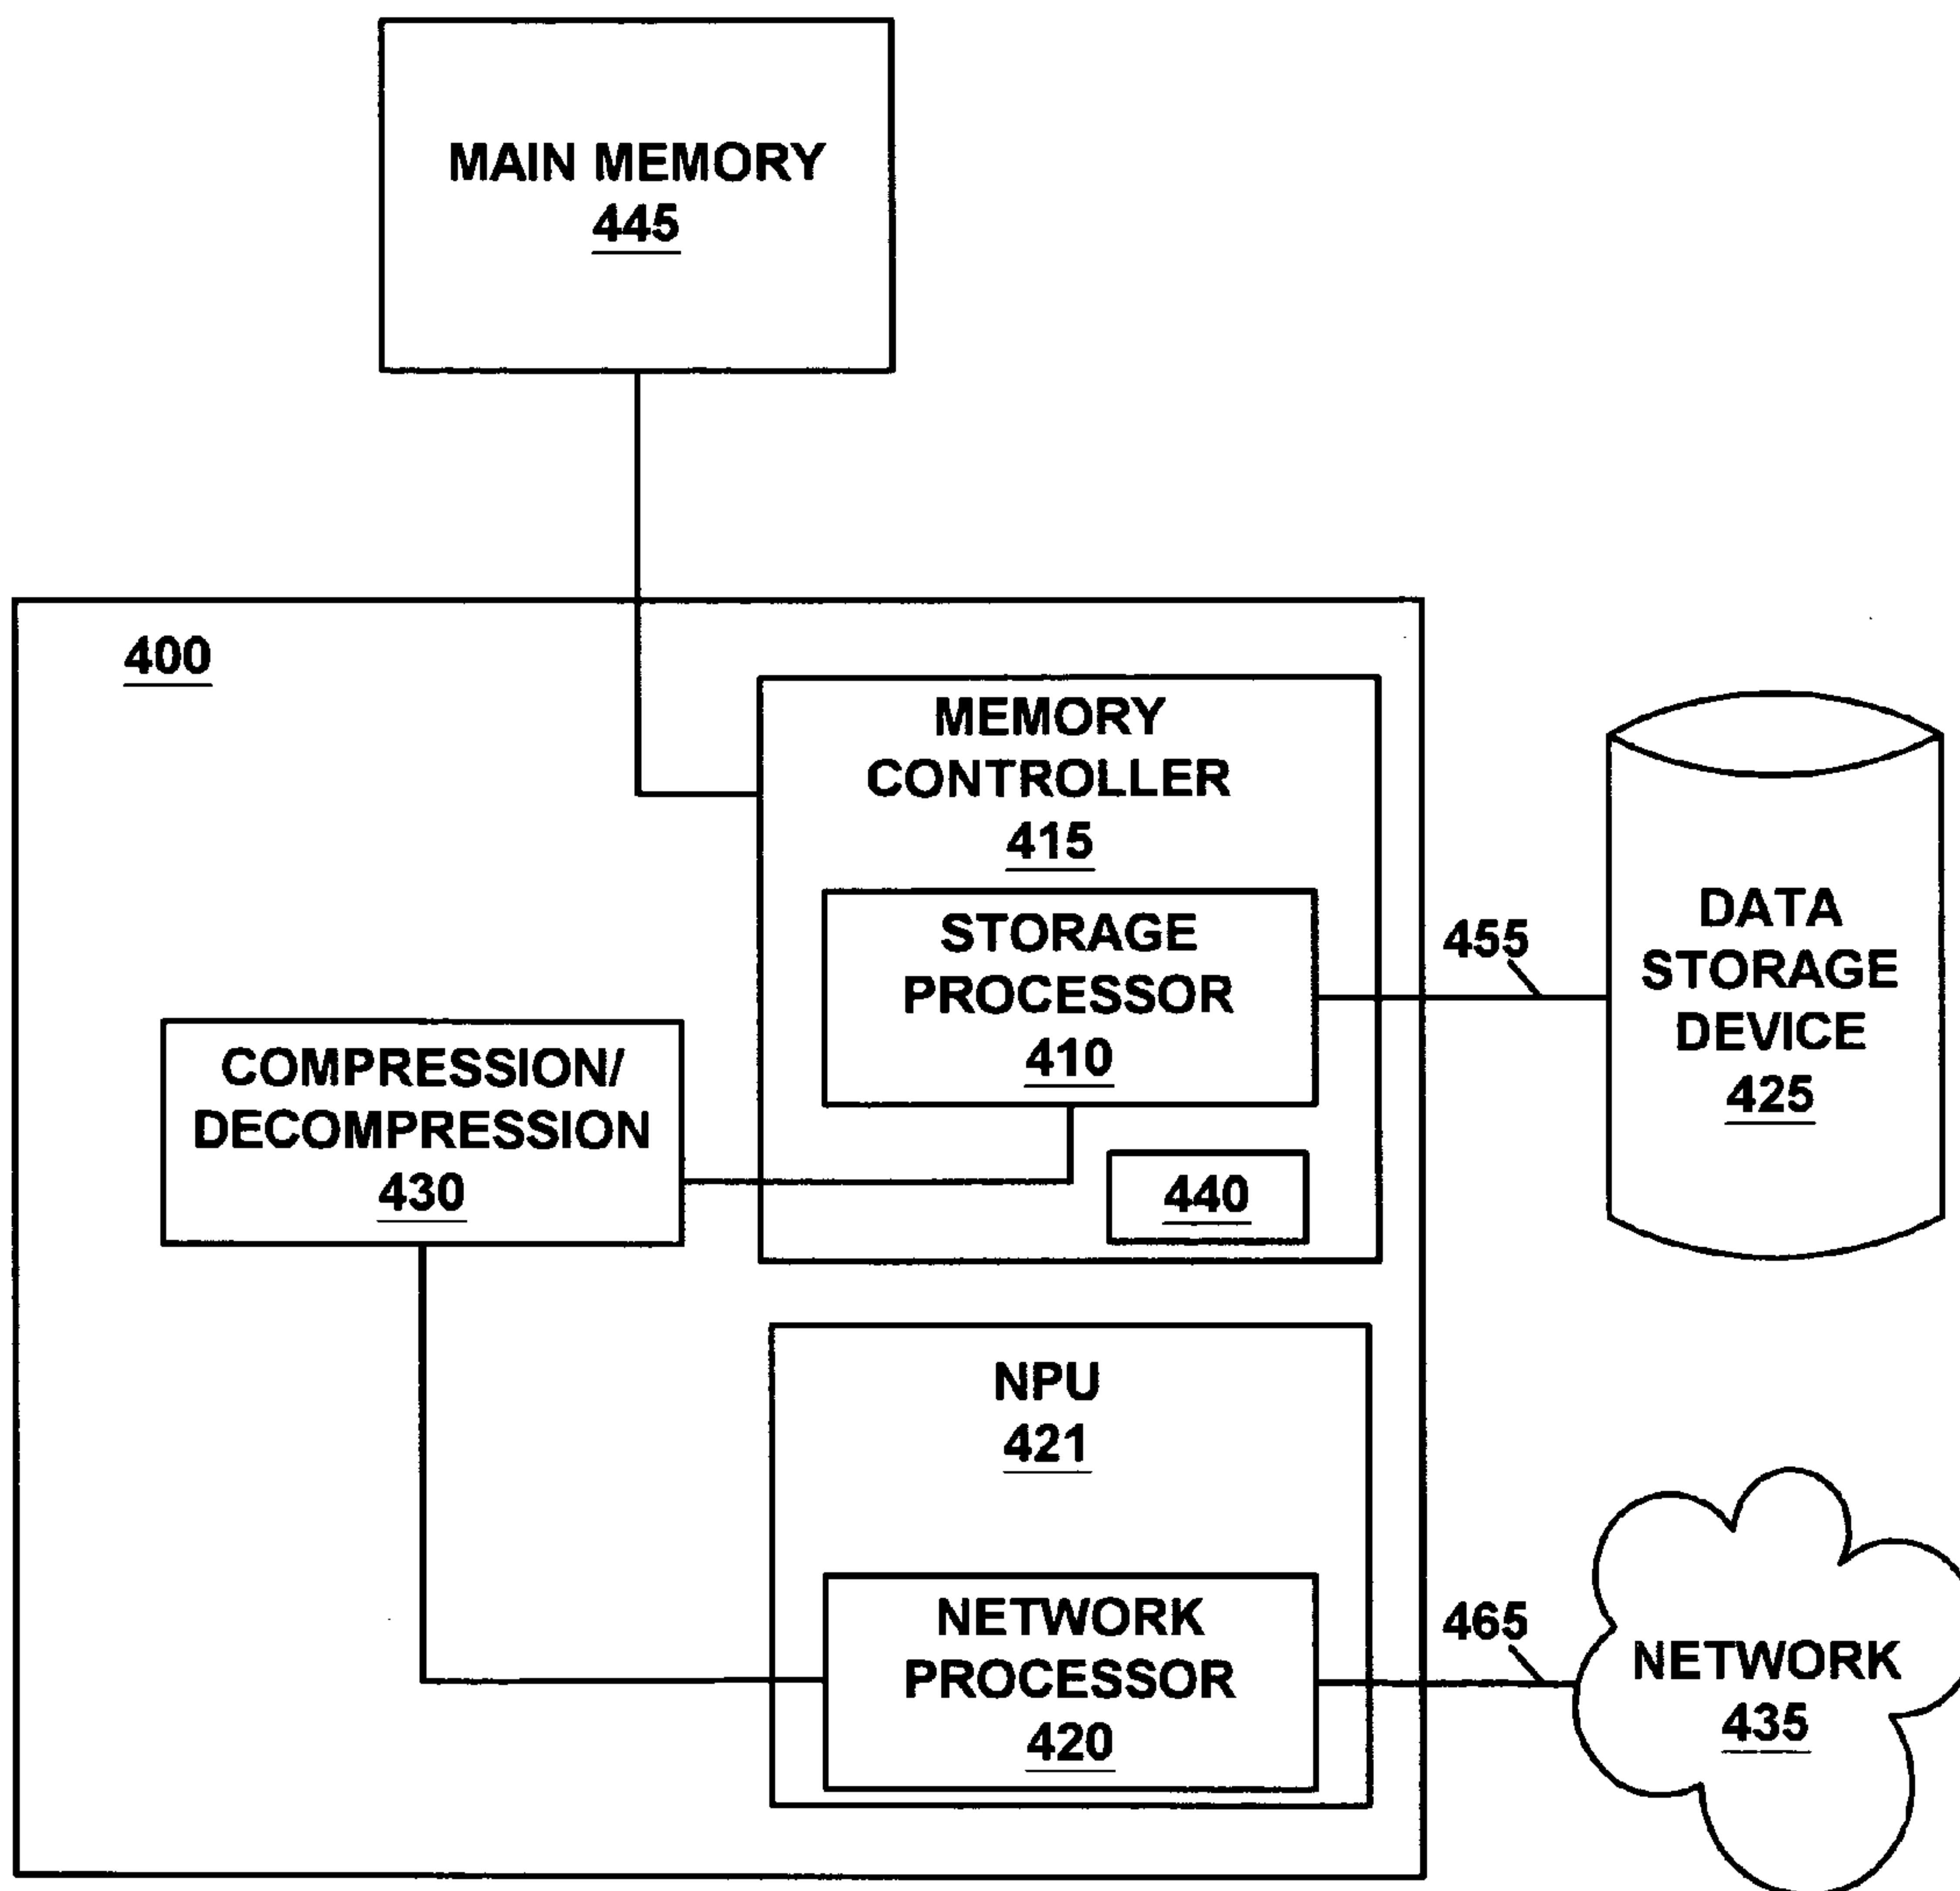 MAIN MEMORY
445
400
MEMORY
CONTROLLER
415
STORAGE
PROCESSOR
410
455
DATA
STORAGE
DEVICE
425
COMPRESSION/
DECOMPRESSION
430
440
NPU
421
NETWORK
PROCESSOR
420
465
NETWORK
435